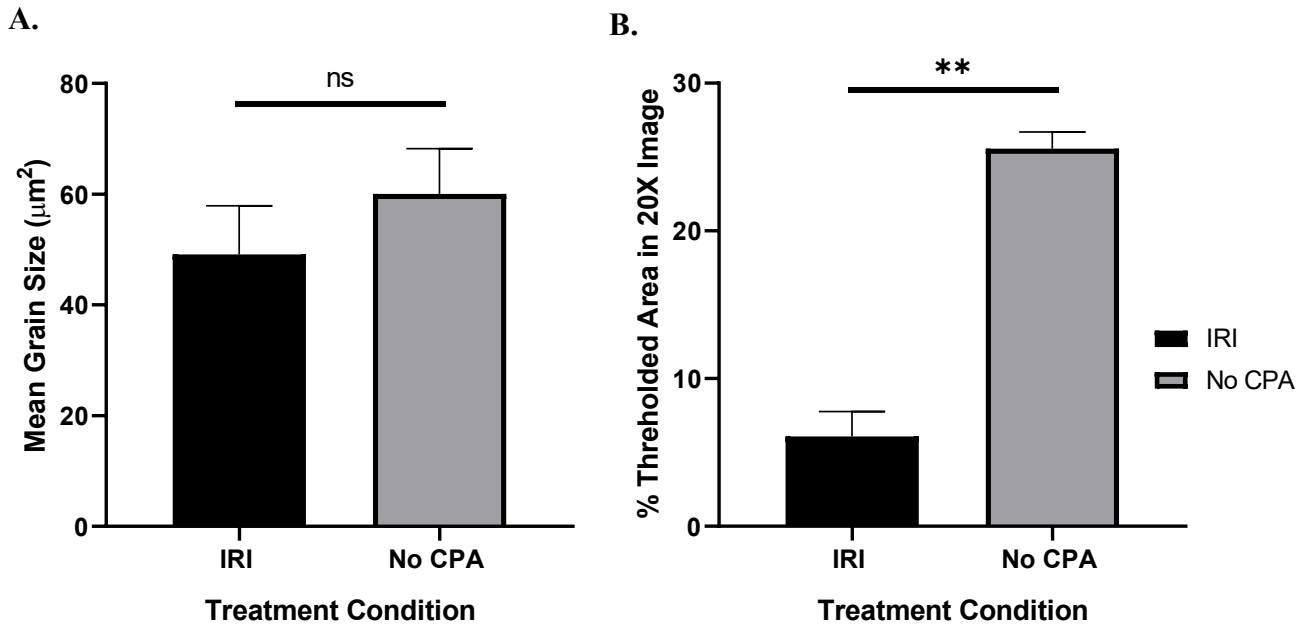 A.
ns
80
60
40
20
0
Mean Grain Size (μm²)
IRI
No CPA
Treatment Condition
B.
**
30
20
10
0
% Threholded Area in 20X Image
IRI
No CPA
Treatment Condition
IRI
No CPA